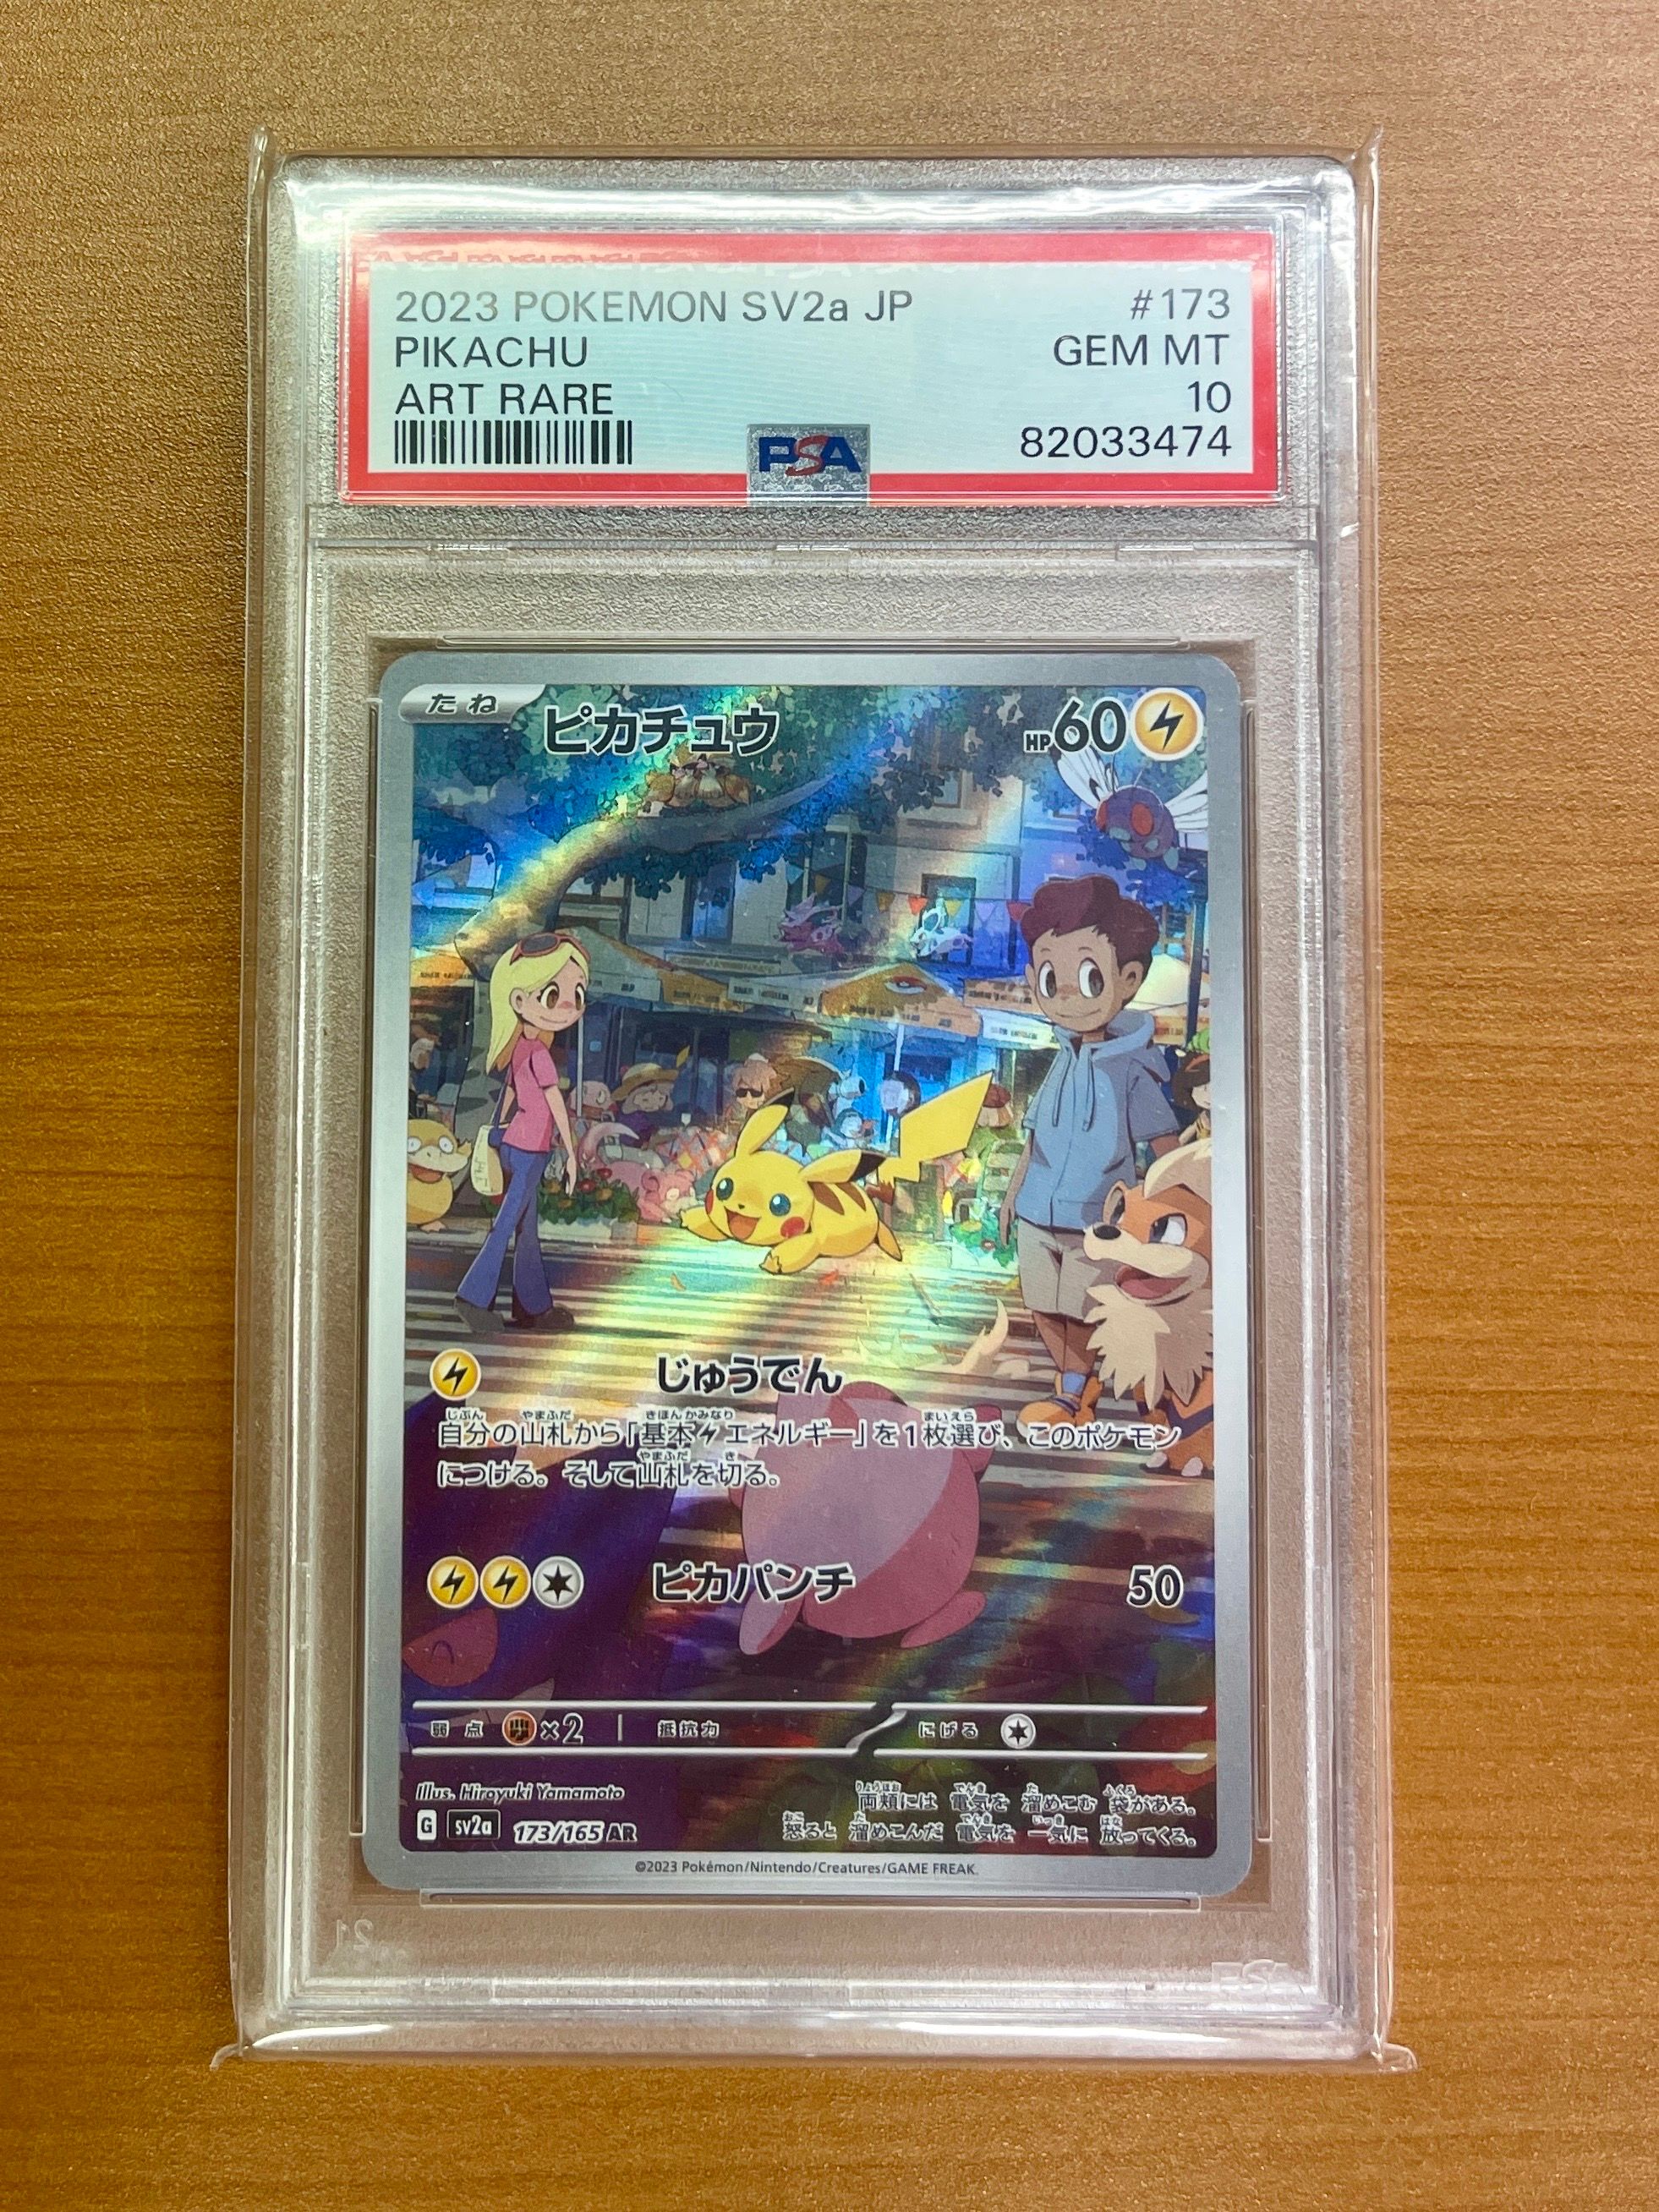 2023 POKEMON SV2a JP #173
PIKACHU GEM MT
ART RARE 10
PSA 82033474
たね ピカチュウ HP60
じゅうでん
自分の山札から「基本エネルギー」を1枚選び、このポケモン
につける。そして山札を切る。
ピカパンチ 50
弱点 ×2 抵抗力 にげる
Illus. Hiroyuki Yamamoto
両頬には 電気を 溜めこむ 袋がある。
怒ると 溜めこんだ 電気を 一気に 放ってくる。
G sv2a 173/165 AR
©2023 Pokémon/Nintendo/Creatures/GAME FREAK.
PSA